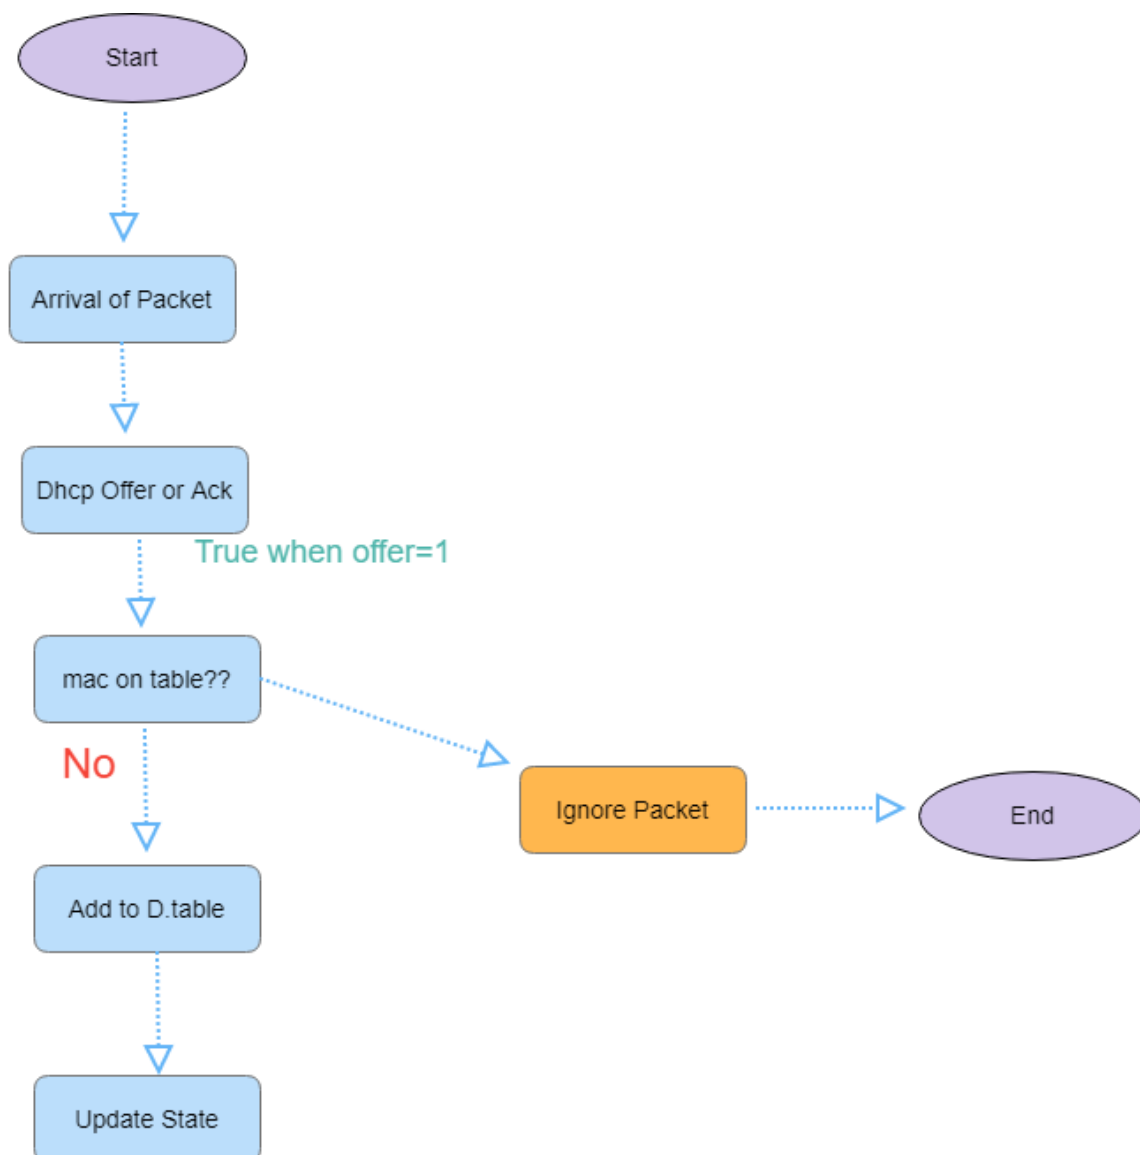 Start
Arrival of Packet
Dhcp Offer or Ack
True when offer=1
mac on table??
No
Ignore Packet
End
Add to D.table
Update State